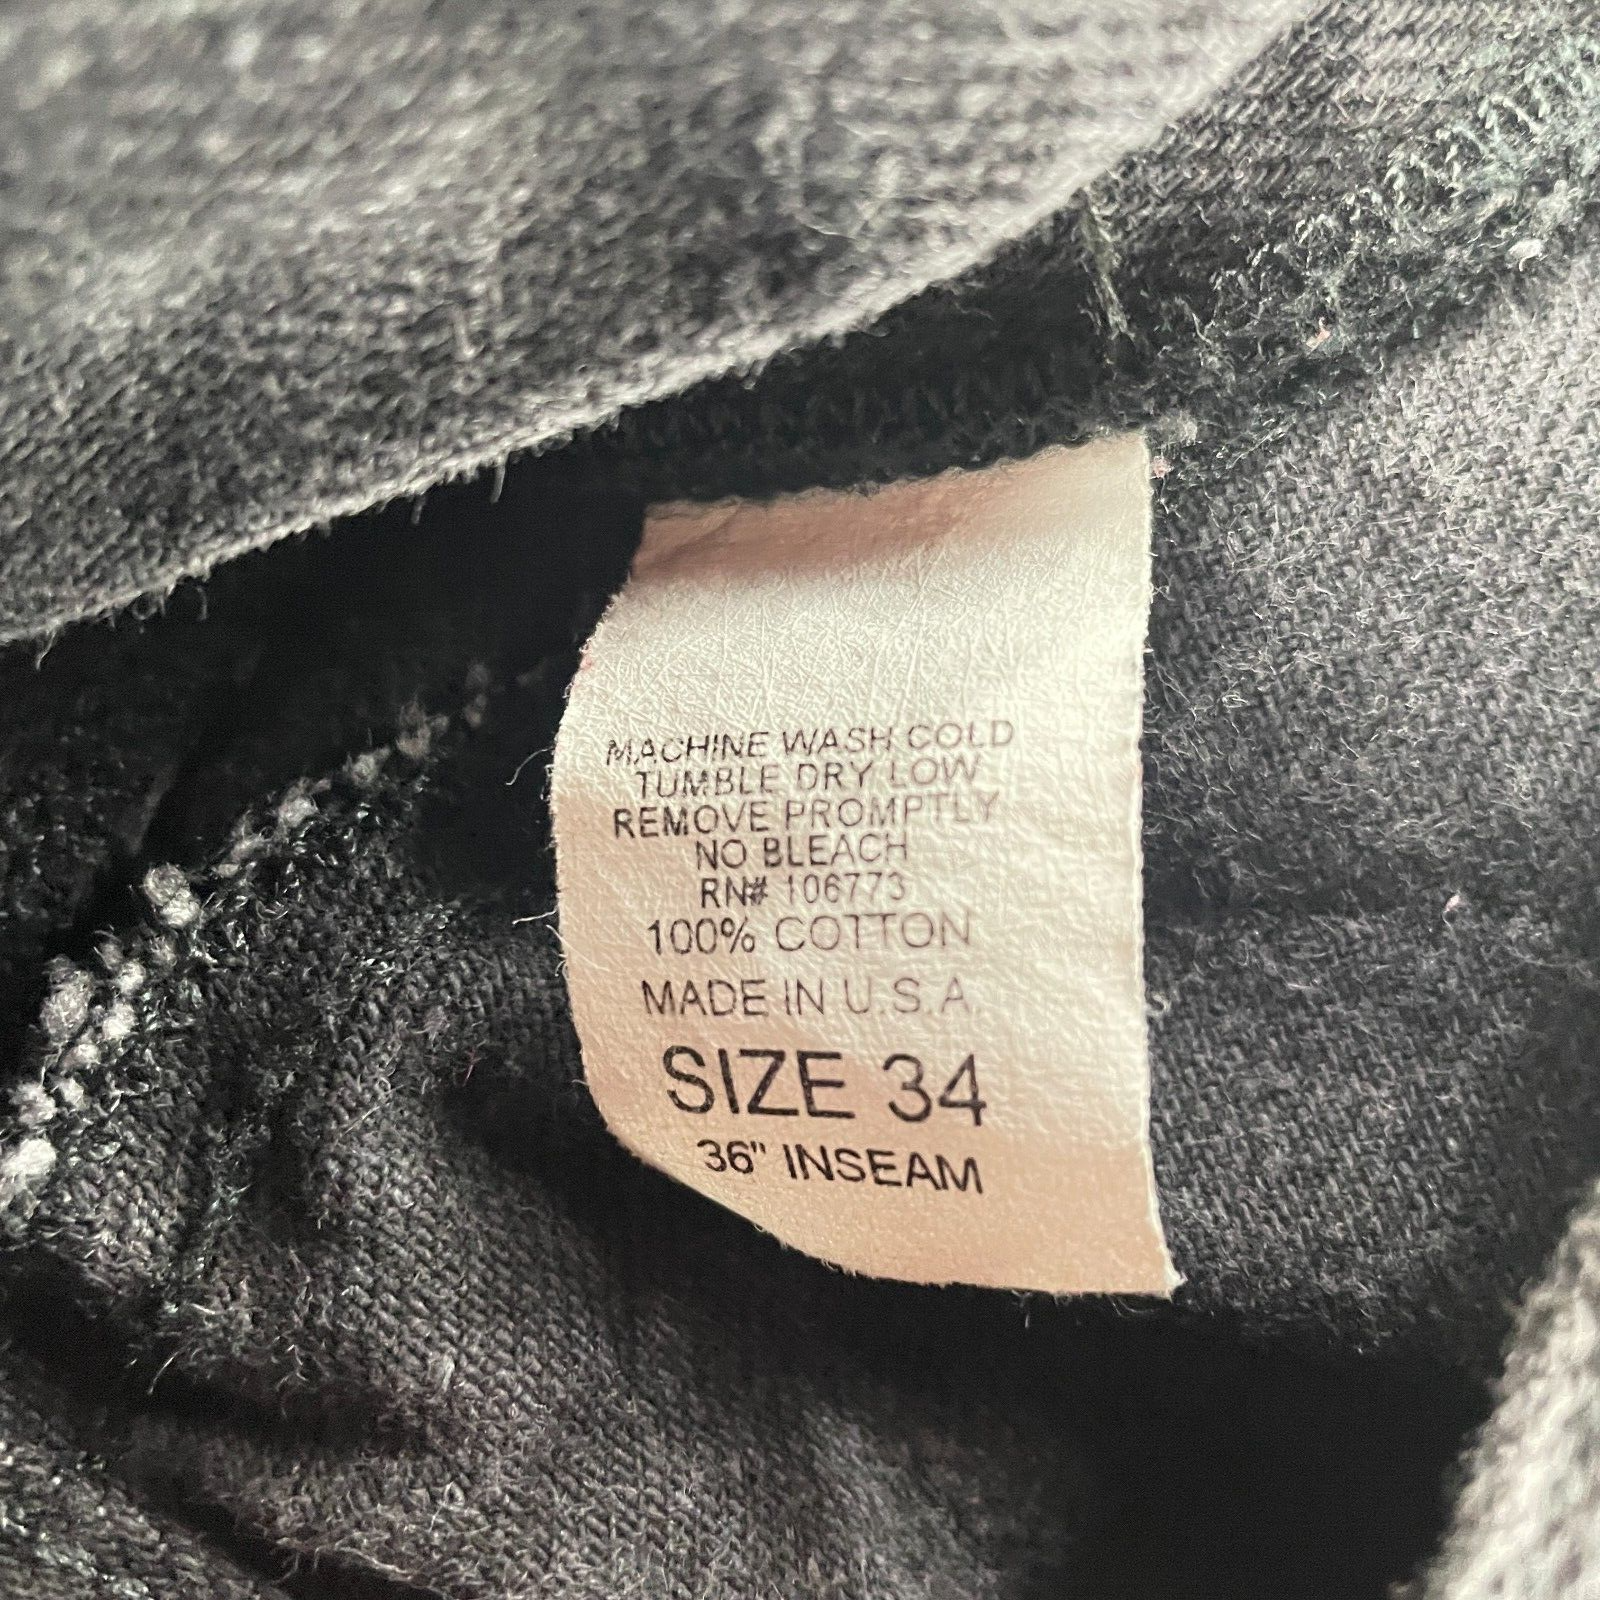 MACHINE WASH COLD
TUMBLE DRY LOW
REMOVE PROMPTLY
NO BLEACH
RN# 106773
100% COTTON
MADE IN U.S.A.
SIZE 34
36" INSEAM